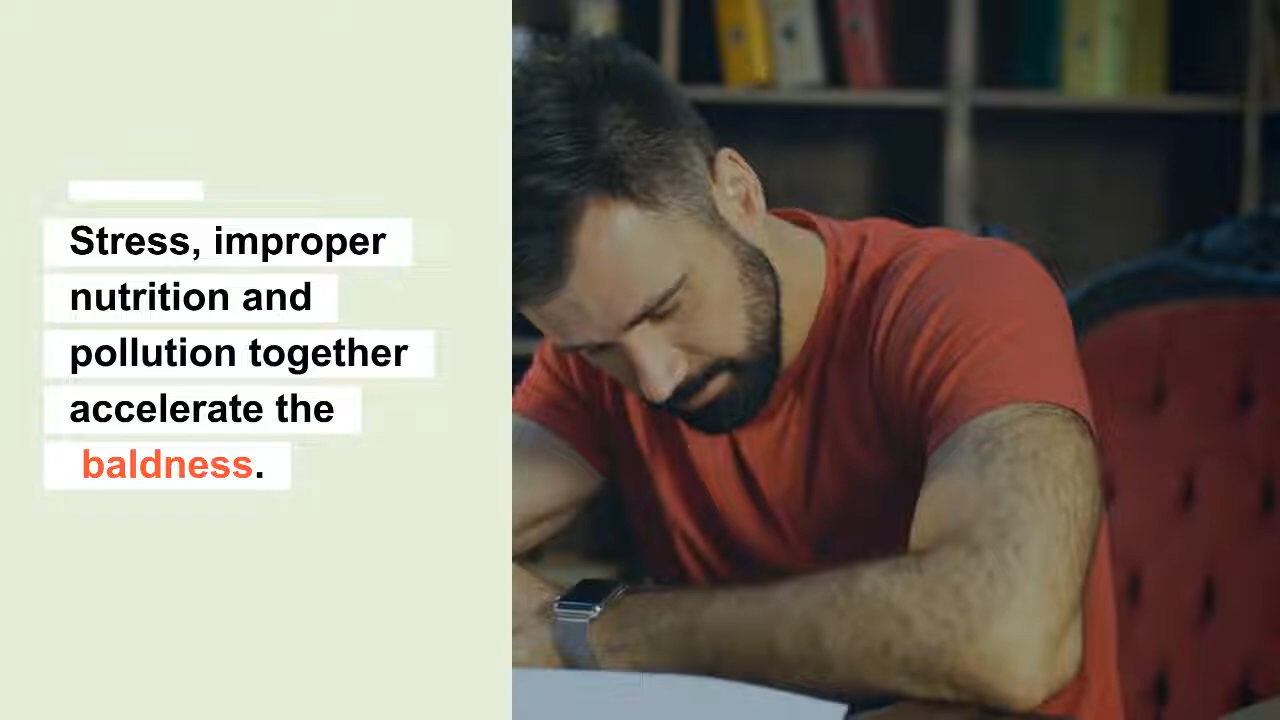 Stress, improper
nutrition and
pollution together
accelerate the
baldness.